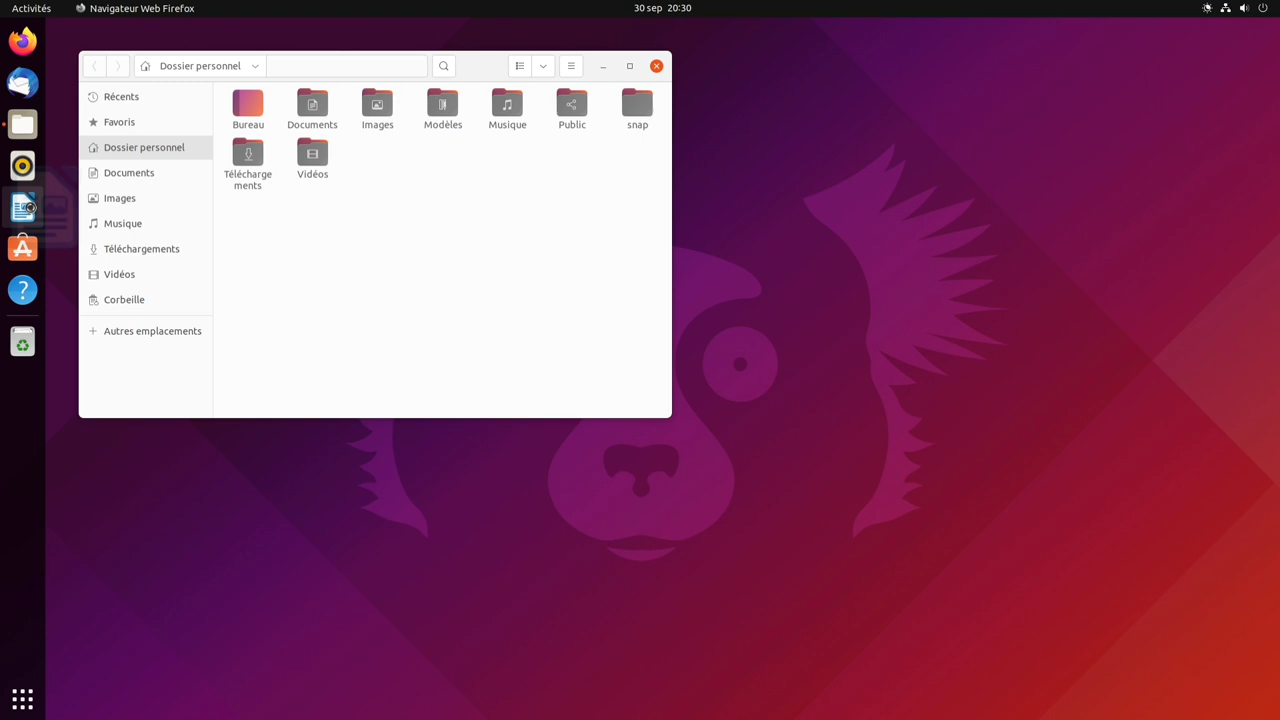 Activités
Navigateur Web Firefox
30 sep 20:30
Dossier personnel
Récents
Favoris
Dossier personnel
Documents
Images
Musique
Téléchargements
Vidéos
Corbeille
Autres emplacements
Bureau
Documents
Images
Modèles
Musique
Public
snap
Télécharge
ments
Vidéos